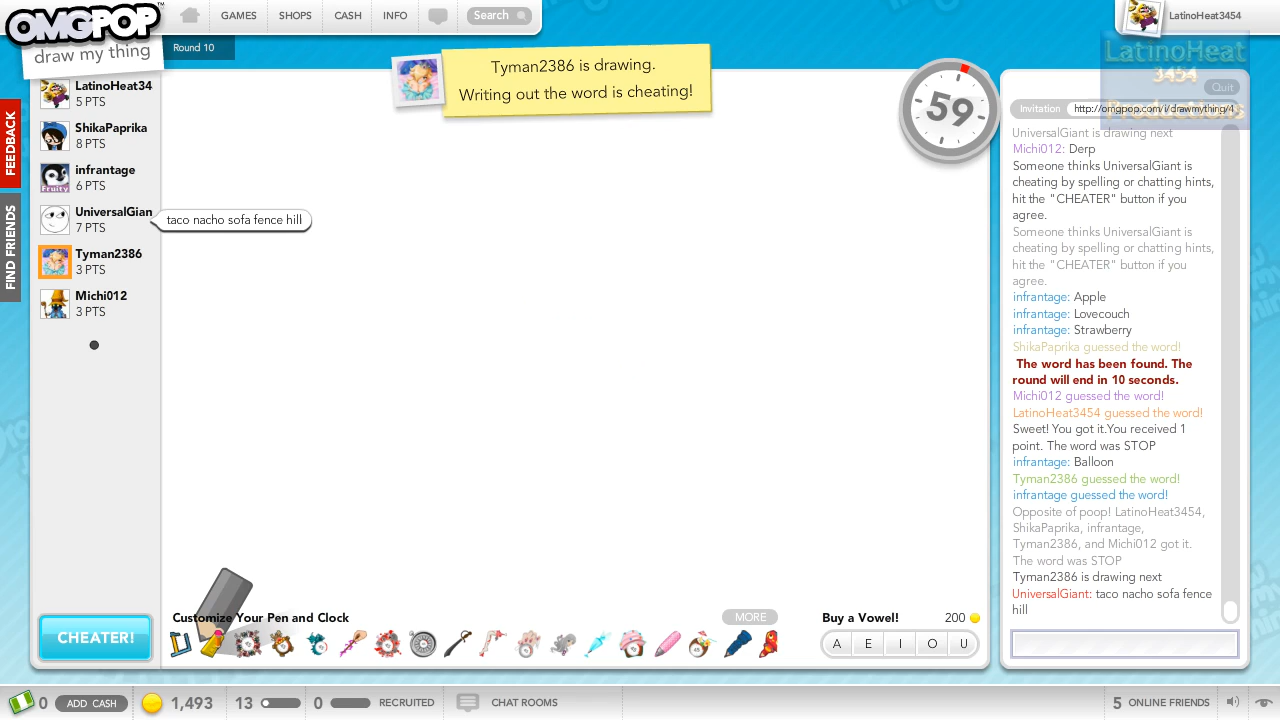 OMGPOP™
draw my thing
GAMES
SHOPS
CASH
INFO
Search
LatinoHeat3454
Round 10
Tyman2386 is drawing.
Writing out the word is cheating!
59
LatinoHeat
3454
Quit
Invitation
http://omgpop.com/i/drawmything/4
FEEDBACK
FIND FRIENDS
LatinoHeat34
5 PTS
ShikaPaprika
8 PTS
Fruity
infrantage
6 PTS
UniversalGian
7 PTS
taco nacho sofa fence hill
Tyman2386
3 PTS
Michi012
3 PTS
UniversalGiant is drawing next
Michi012: Derp
Someone thinks UniversalGiant is
cheating by spelling or chatting hints,
hit the "CHEATER" button if you
agree.
Someone thinks UniversalGiant is
cheating by spelling or chatting hints,
hit the "CHEATER" button if you
agree.
infrantage: Apple
infrantage: Lovecouch
infrantage: Strawberry
ShikaPaprika guessed the word!
The word has been found. The
round will end in 10 seconds.
Michi012 guessed the word!
LatinoHeat3454 guessed the word!
Sweet! You got it.You received 1
point. The word was STOP
infrantage: Balloon
Tyman2386 guessed the word!
infrantage guessed the word!
Opposite of poop! LatinoHeat3454,
ShikaPaprika, infrantage,
Tyman2386, and Michi012 got it.
The word was STOP
Tyman2386 is drawing next
UniversalGiant: taco nacho sofa fence
hill
CHEATER!
Customize Your Pen and Clock
MORE
Buy a Vowel!
200
A E I O U
0
ADD CASH
1,493
13
0
RECRUITED
CHAT ROOMS
5 ONLINE FRIENDS